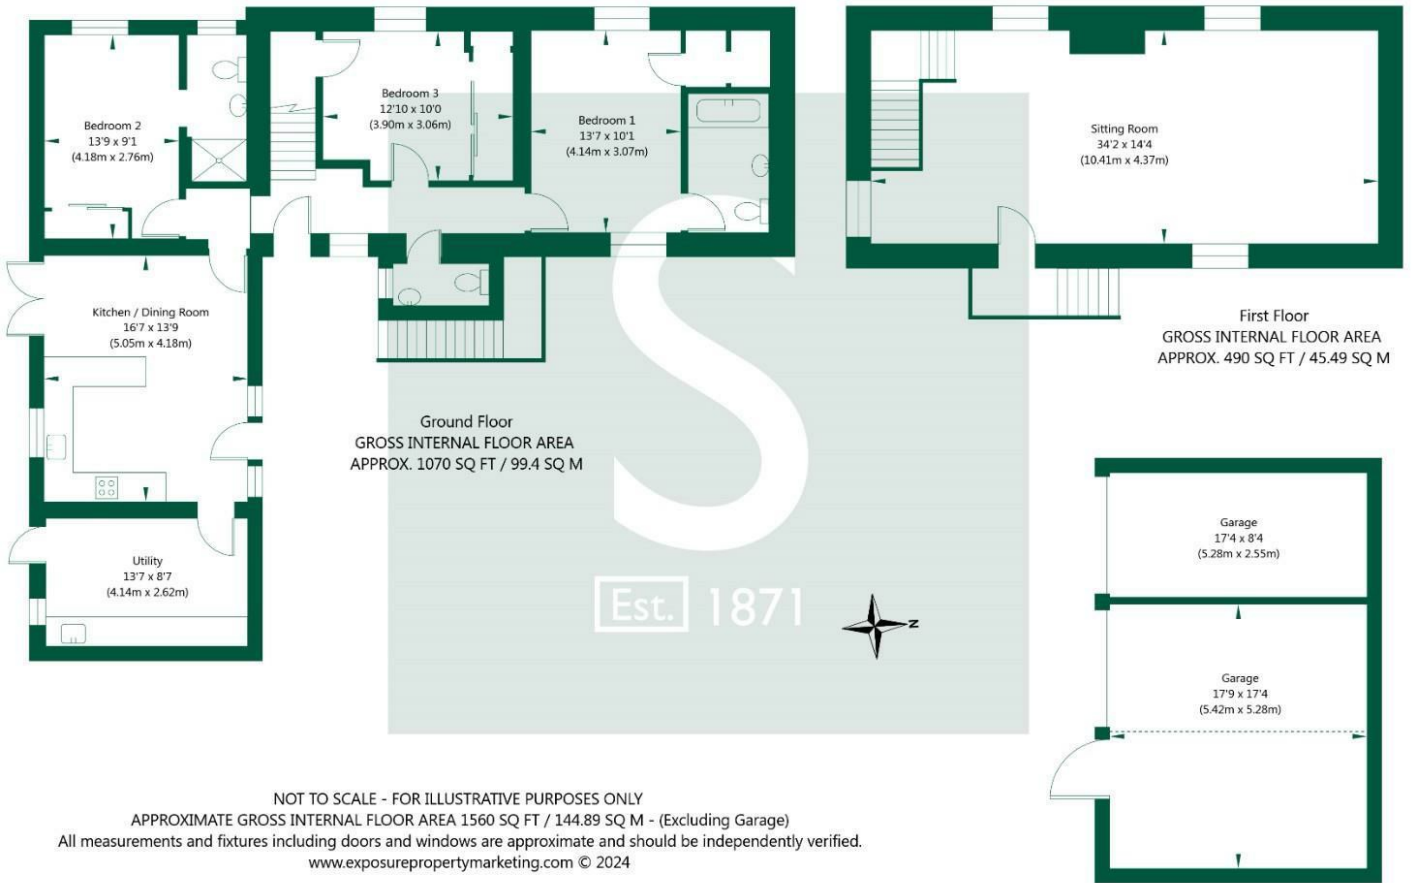 Bedroom 2
13'9 x 9'1
(4.18m x 2.76m)
Bedroom 3
12'10 x 10'0
(3.90m x 3.06m)
Bedroom 1
13'7 x 10'1
(4.14m x 3.07m)
Sitting Room
34'2 x 14'4
(10.41m x 4.37m)
Kitchen / Dining Room
16'7 x 13'9
(5.05m x 4.18m)
First Floor
GROSS INTERNAL FLOOR AREA
APPROX. 490 SQ FT / 45.49 SQ M
Ground Floor
GROSS INTERNAL FLOOR AREA
APPROX. 1070 SQ FT / 99.4 SQ M
S
Est. 1871
Utility
13'7 x 8'7
(4.14m x 2.62m)
Garage
17'4 x 8'4
(5.28m x 2.55m)
N
Garage
17'9 x 17'4
(5.42m x 5.28m)
NOT TO SCALE - FOR ILLUSTRATIVE PURPOSES ONLY
APPROXIMATE GROSS INTERNAL FLOOR AREA 1560 SQ FT / 144.89 SQ M - (Excluding Garage)
All measurements and fixtures including doors and windows are approximate and should be independently verified.
www.exposurepropertymarketing.com © 2024